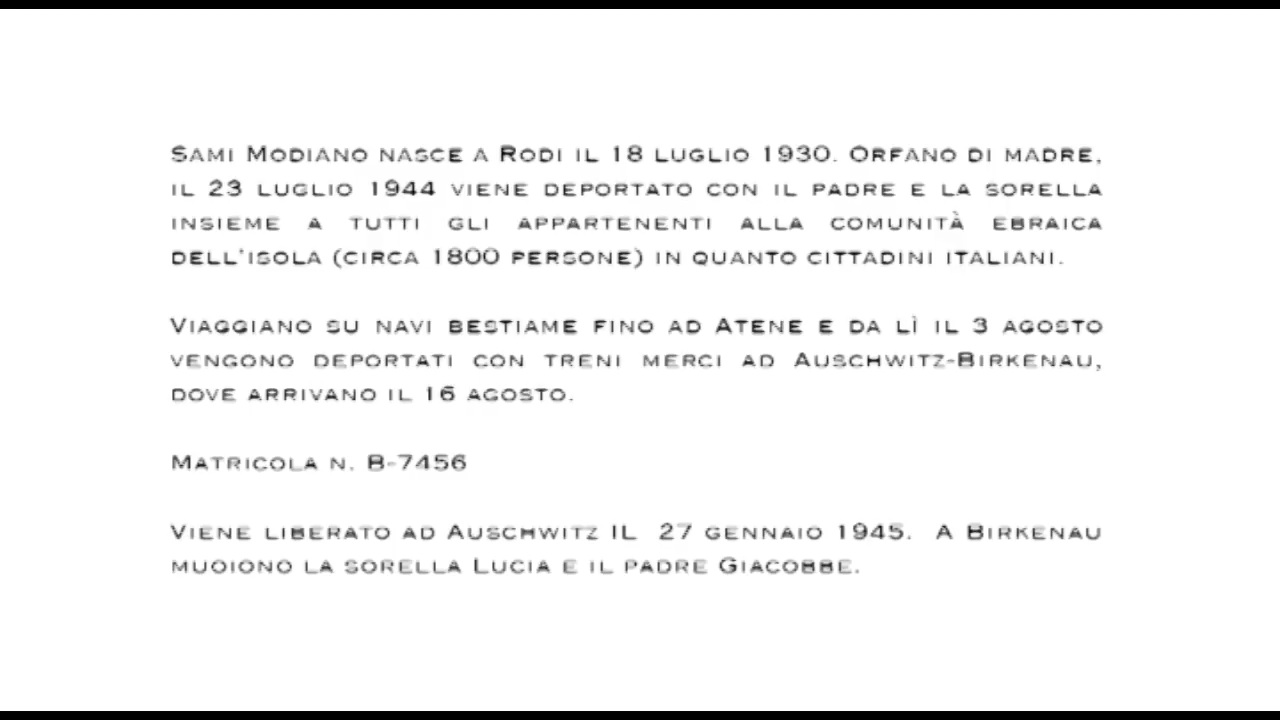 Sami Modiano nasce a Rodi il 18 luglio 1930. Orfano di madre,
il 23 luglio 1944 viene deportato con il padre e la sorella
insieme a tutti gli appartenenti alla comunità ebraica
dell'isola (circa 1800 persone) in quanto cittadini italiani.
Viaggiano su navi bestiame fino ad Atene e da lì il 3 agosto
vengono deportati con treni merci ad Auschwitz-Birkenau,
dove arrivano il 16 agosto.
Matricola n. B-7456
Viene liberato ad Auschwitz IL 27 gennaio 1945. A Birkenau
muoiono la sorella Lucia e il padre Giacobbe.